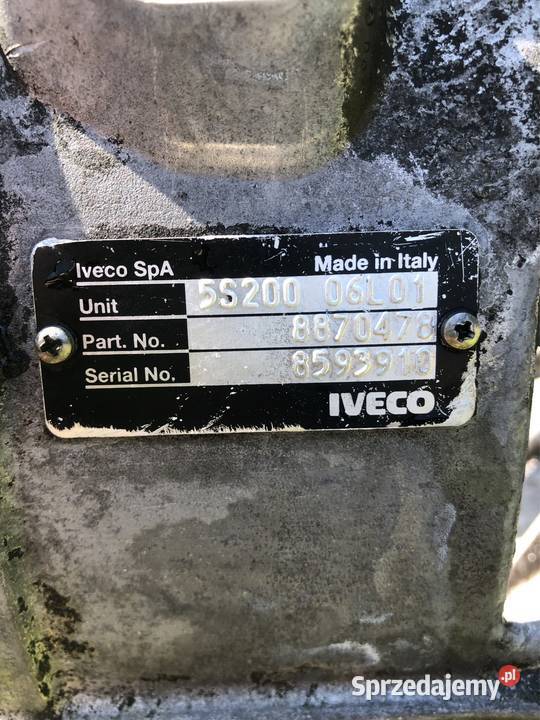 Iveco SpA Made in Italy
Unit 5S200 06L01
Part. No. 8870478
Serial No. 8593910
IVECO
Sprzedajemy.pl